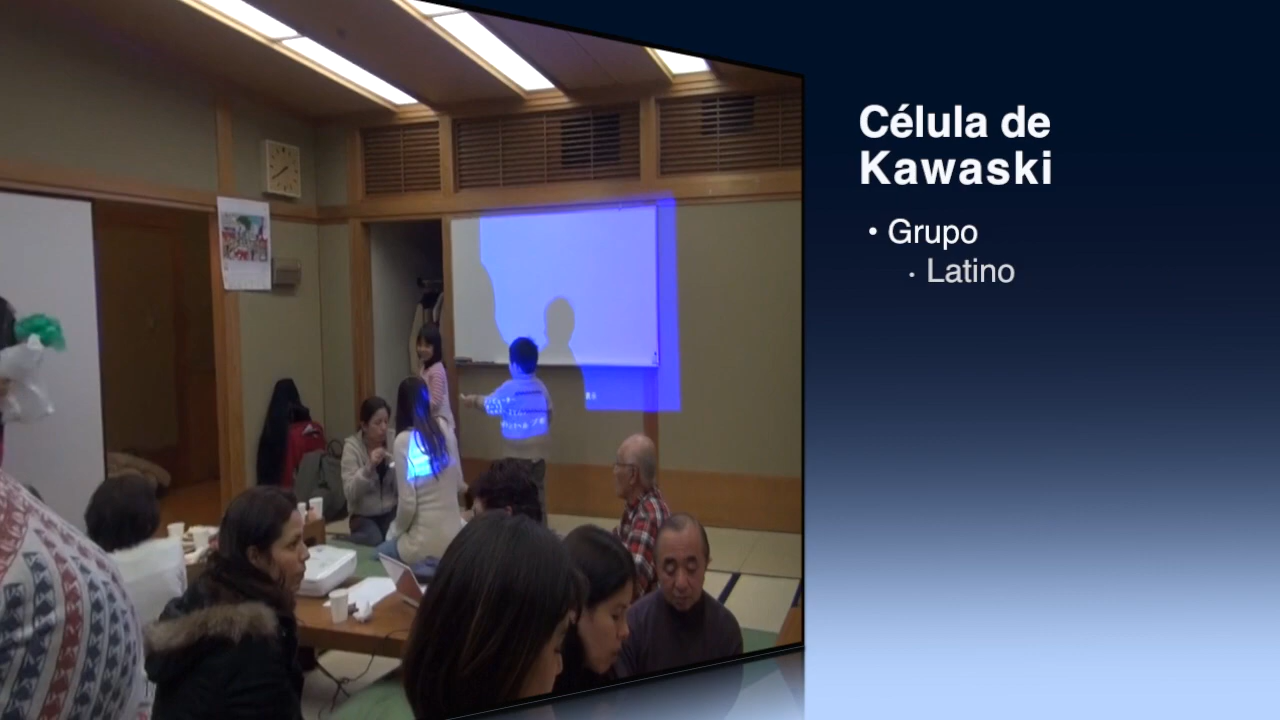 Célula de
Kawaski
• Grupo
• Latino